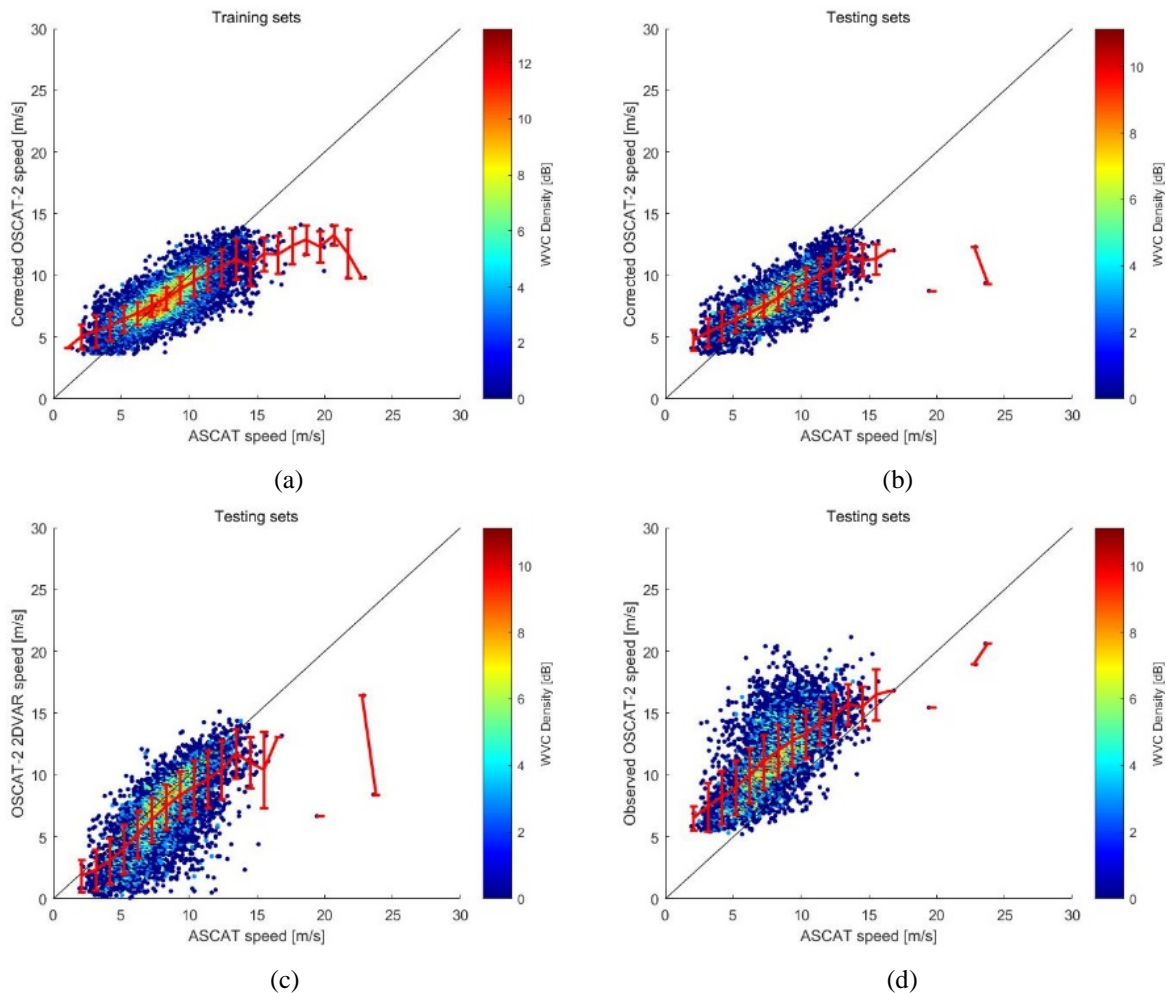 Training sets
Corrected OSCAT-2 speed [m/s]
30
25
20
15
10
5
0
0 5 10 15 20 25 30
ASCAT speed [m/s]
12
10
8
6
4
2
0
WVC Density [dB]
(a)
Testing sets
Corrected OSCAT-2 speed [m/s]
30
25
20
15
10
5
0
0 5 10 15 20 25 30
ASCAT speed [m/s]
10
8
6
4
2
0
WVC Density [dB]
(b)
Testing sets
OSCAT-2 2DVAR speed [m/s]
30
25
20
15
10
5
0
0 5 10 15 20 25 30
ASCAT speed [m/s]
10
8
6
4
2
0
WVC Density [dB]
(c)
Testing sets
Observed OSCAT-2 speed [m/s]
30
25
20
15
10
5
0
0 5 10 15 20 25 30
ASCAT speed [m/s]
10
8
6
4
2
0
WVC Density [dB]
(d)